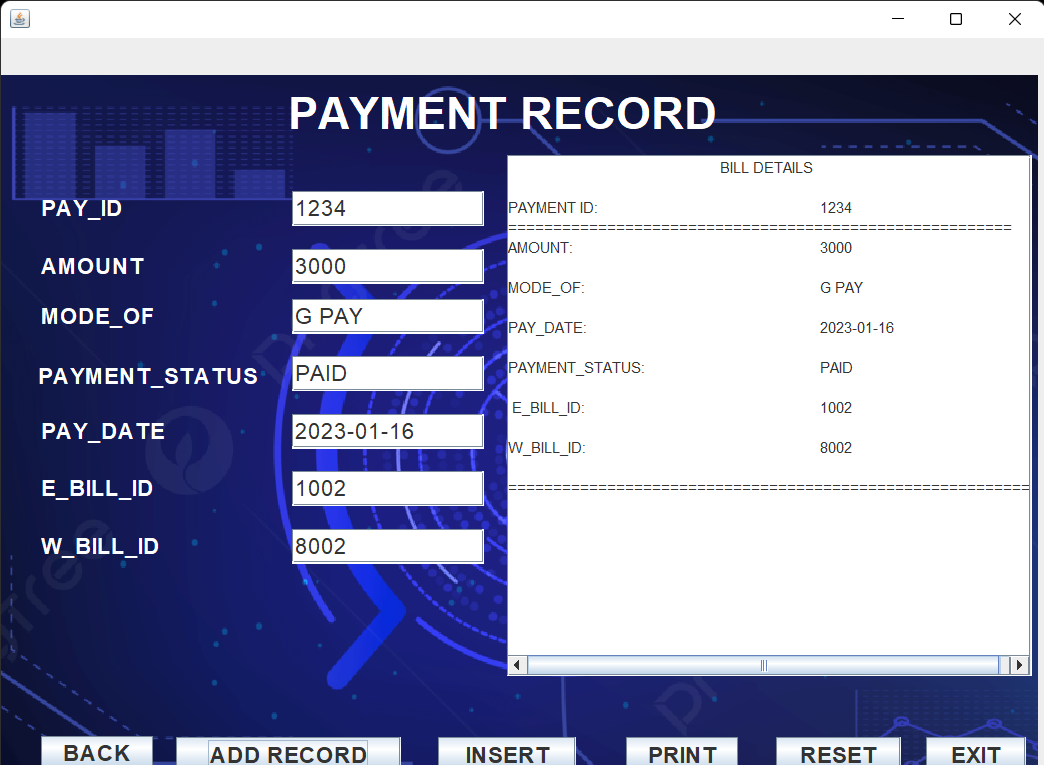 PAYMENT RECORD
PAY_ID 1234
AMOUNT 3000
MODE_OF G PAY
PAYMENT_STATUS PAID
PAY_DATE 2023-01-16
E_BILL_ID 1002
W_BILL_ID 8002
BILL DETAILS
PAYMENT ID: 1234
========================================================
AMOUNT: 3000
MODE_OF: G PAY
PAY_DATE: 2023-01-16
PAYMENT_STATUS: PAID
E_BILL_ID: 1002
W_BILL_ID: 8002
==========================================================
BACK ADD RECORD INSERT PRINT RESET EXIT